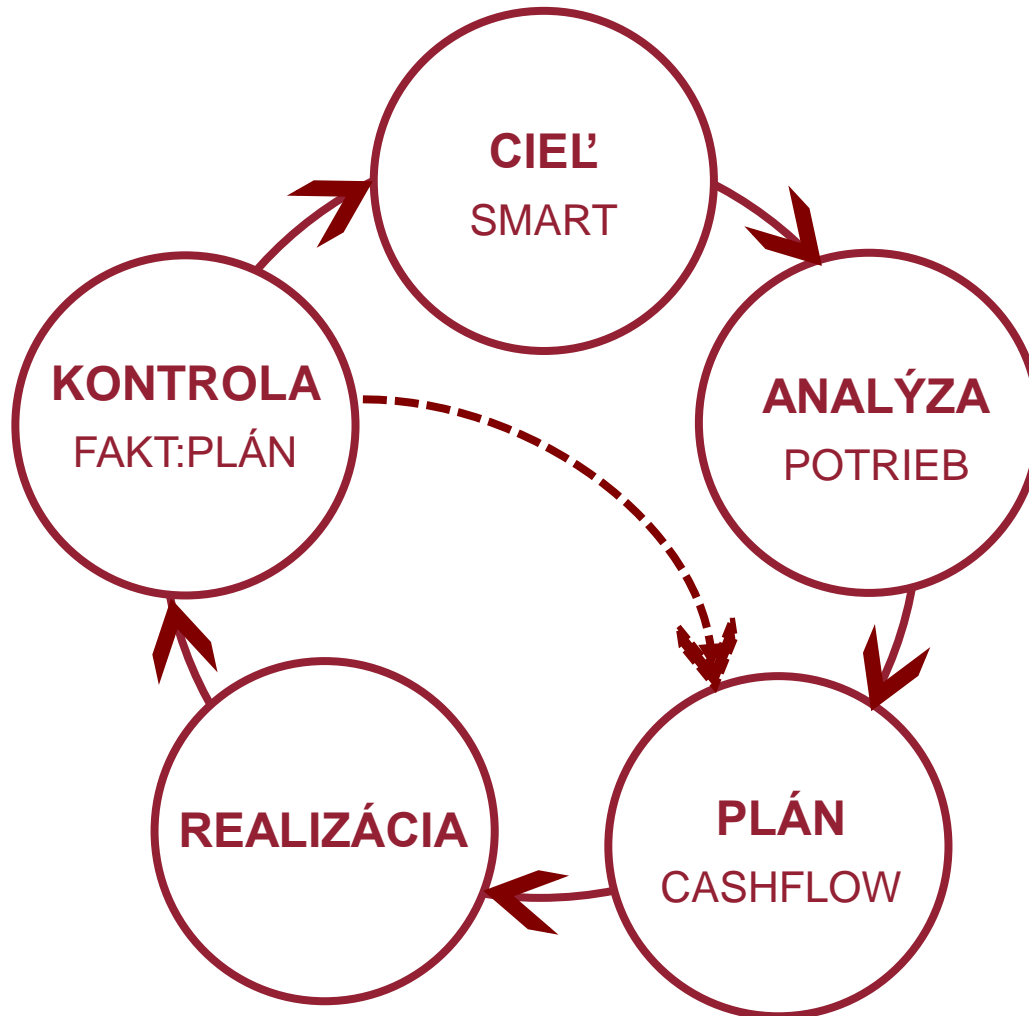 CIEĽ
SMART
ANALÝZA
POTRIEB
PLÁN
CASHFLOW
REALIZÁCIA
KONTROLA
FAKT:PLÁN